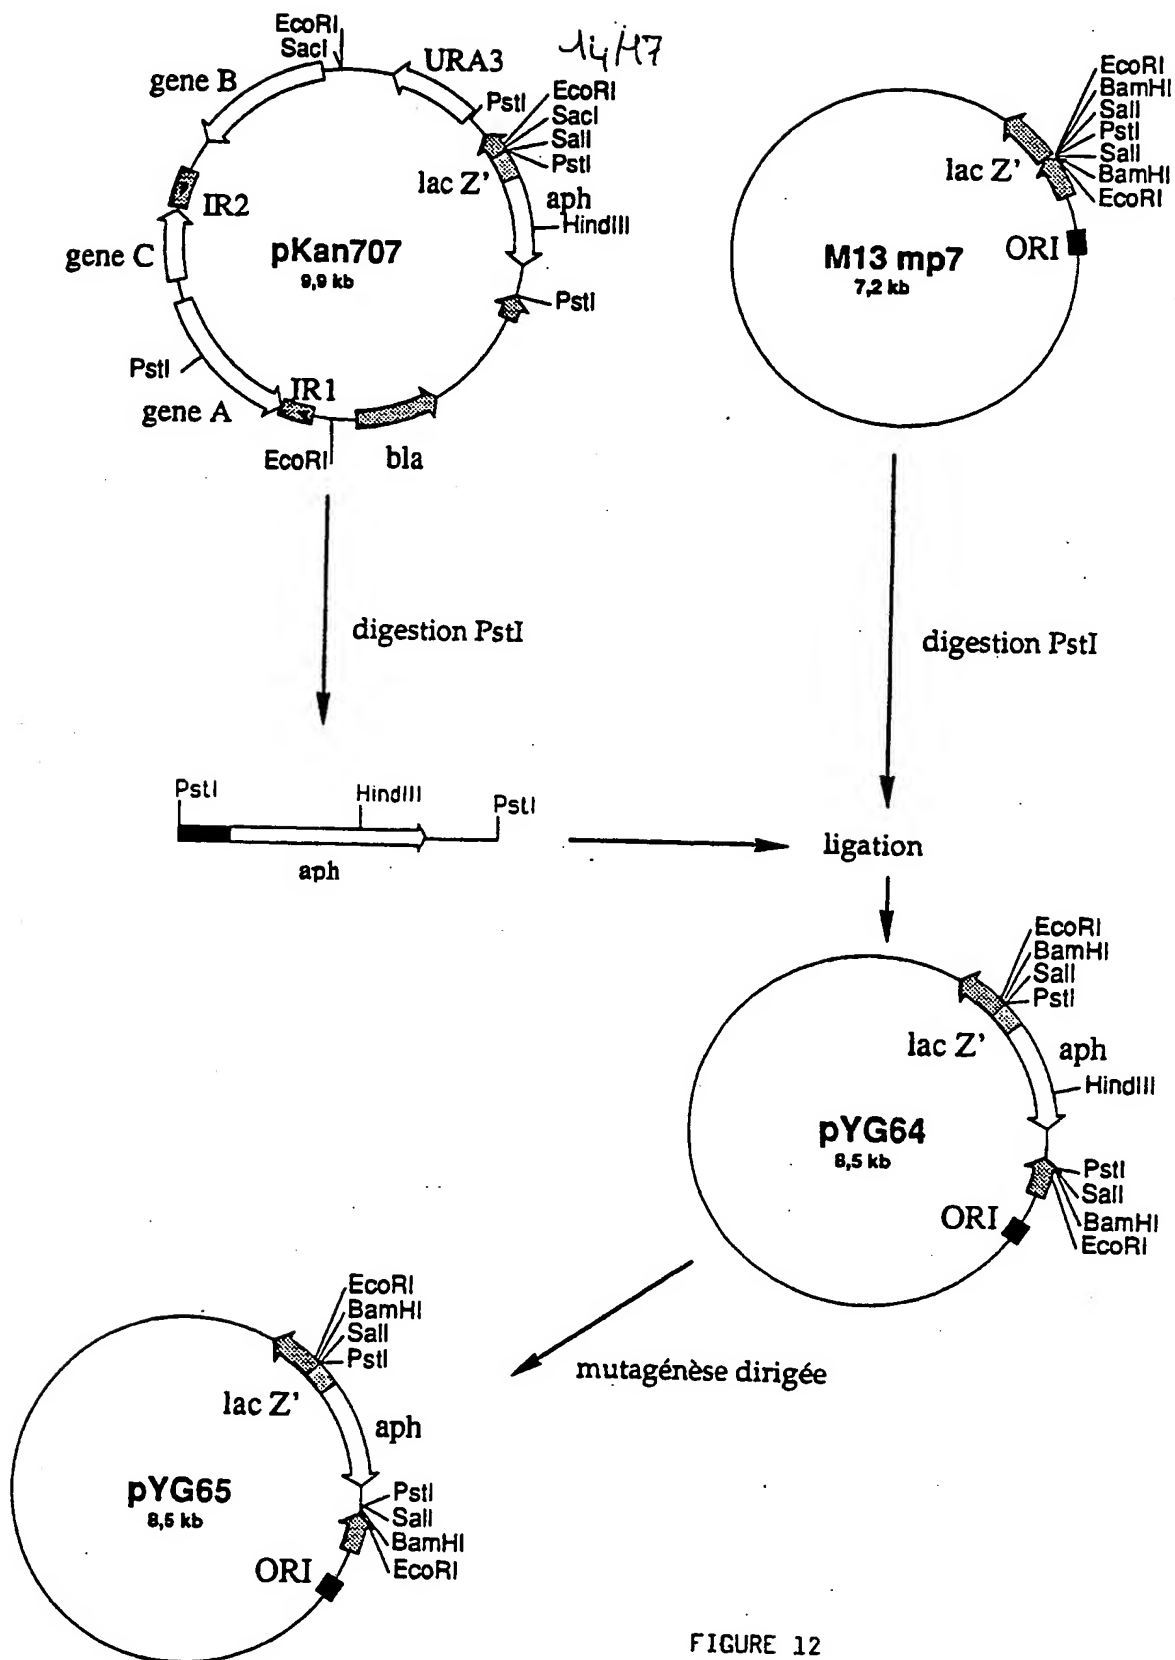 14/17
EcoRI
SacI
gene B
URA3
PstI
EcoRI
SacI
SalI
PstI
lac Z'
aph
HindIII
IR2
gene C
pKan707
9,9 kb
PstI
PstI
IR1
gene A
EcoRI
bla
EcoRI
BamHI
SalI
PstI
SalI
BamHI
EcoRI
lac Z'
ORI
M13 mp7
7,2 kb
digestion PstI
digestion PstI
PstI
HindIII
PstI
aph
ligation
EcoRI
BamHI
SalI
PstI
lac Z'
aph
HindIII
pYG64
8,5 kb
PstI
SalI
BamHI
EcoRI
ORI
mutagénèse dirigée
EcoRI
BamHI
SalI
PstI
lac Z'
aph
pYG65
8,5 kb
PstI
SalI
BamHI
EcoRI
ORI
FIGURE 12